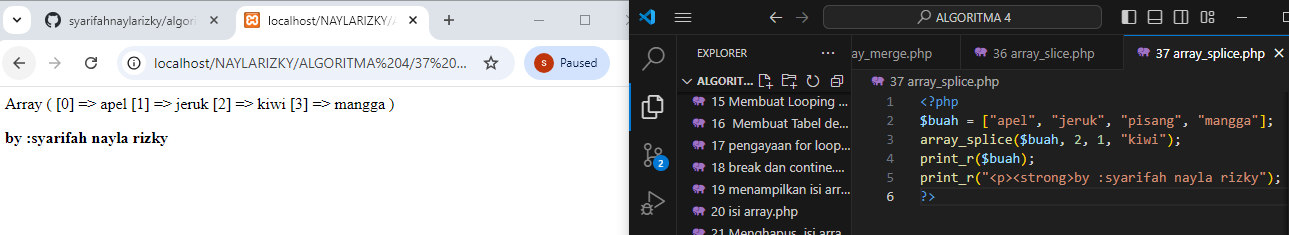 syarifahnaylarizky/algori
localhost/NAYLARIZKY/A
localhost/NAYLARIZKY/ALGORITMA%204/37%20...
S Paused
Array ( [0] => apel [1] => jeruk [2] => kiwi [3] => mangga )
by :syarifah nayla rizky
ALGORITMA 4
EXPLORER
ALGORIT...
15 Membuat Looping ...
16 Membuat Tabel de...
17 pengayaan for loop...
18 break dan contine....
19 menampilkan isi arr...
20 isi array.php
21 Menghapus isi arra
2
ay_merge.php
36 array_slice.php
37 array_splice.php
37 array_splice.php
1 <?php
2 $buah = ["apel", "jeruk", "pisang", "mangga"];
3 array_splice($buah, 2, 1, "kiwi");
4 print_r($buah);
5 print_r("<p><strong>by :syarifah nayla rizky");
6 ?>